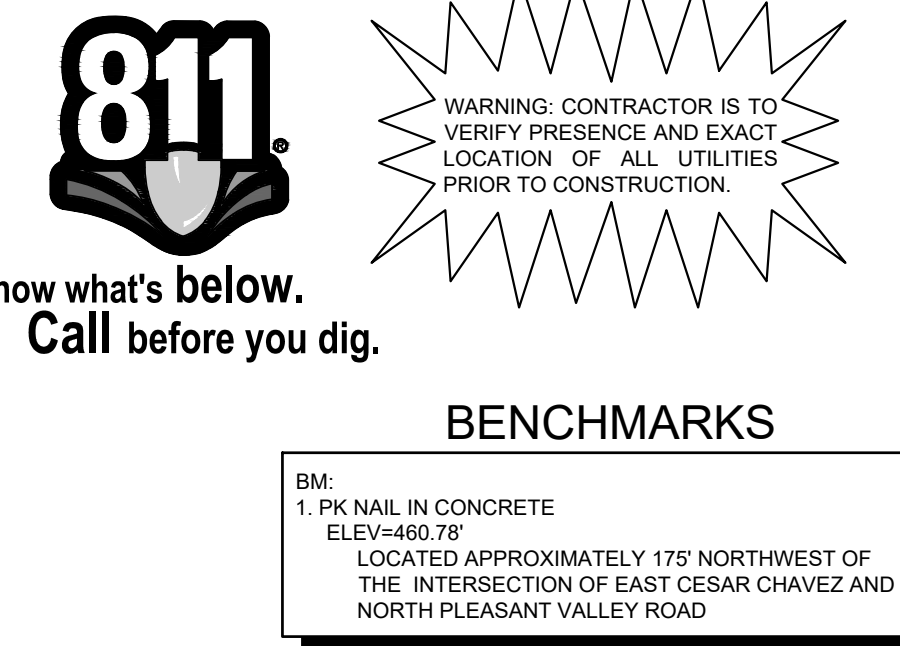 811®
now what's below.
Call before you dig.
WARNING: CONTRACTOR IS TO
VERIFY PRESENCE AND EXACT
LOCATION OF ALL UTILITIES
PRIOR TO CONSTRUCTION.
BENCHMARKS
BM:
1. PK NAIL IN CONCRETE
ELEV=460.78'
LOCATED APPROXIMATELY 175' NORTHWEST OF
THE INTERSECTION OF EAST CESAR CHAVEZ AND
NORTH PLEASANT VALLEY ROAD